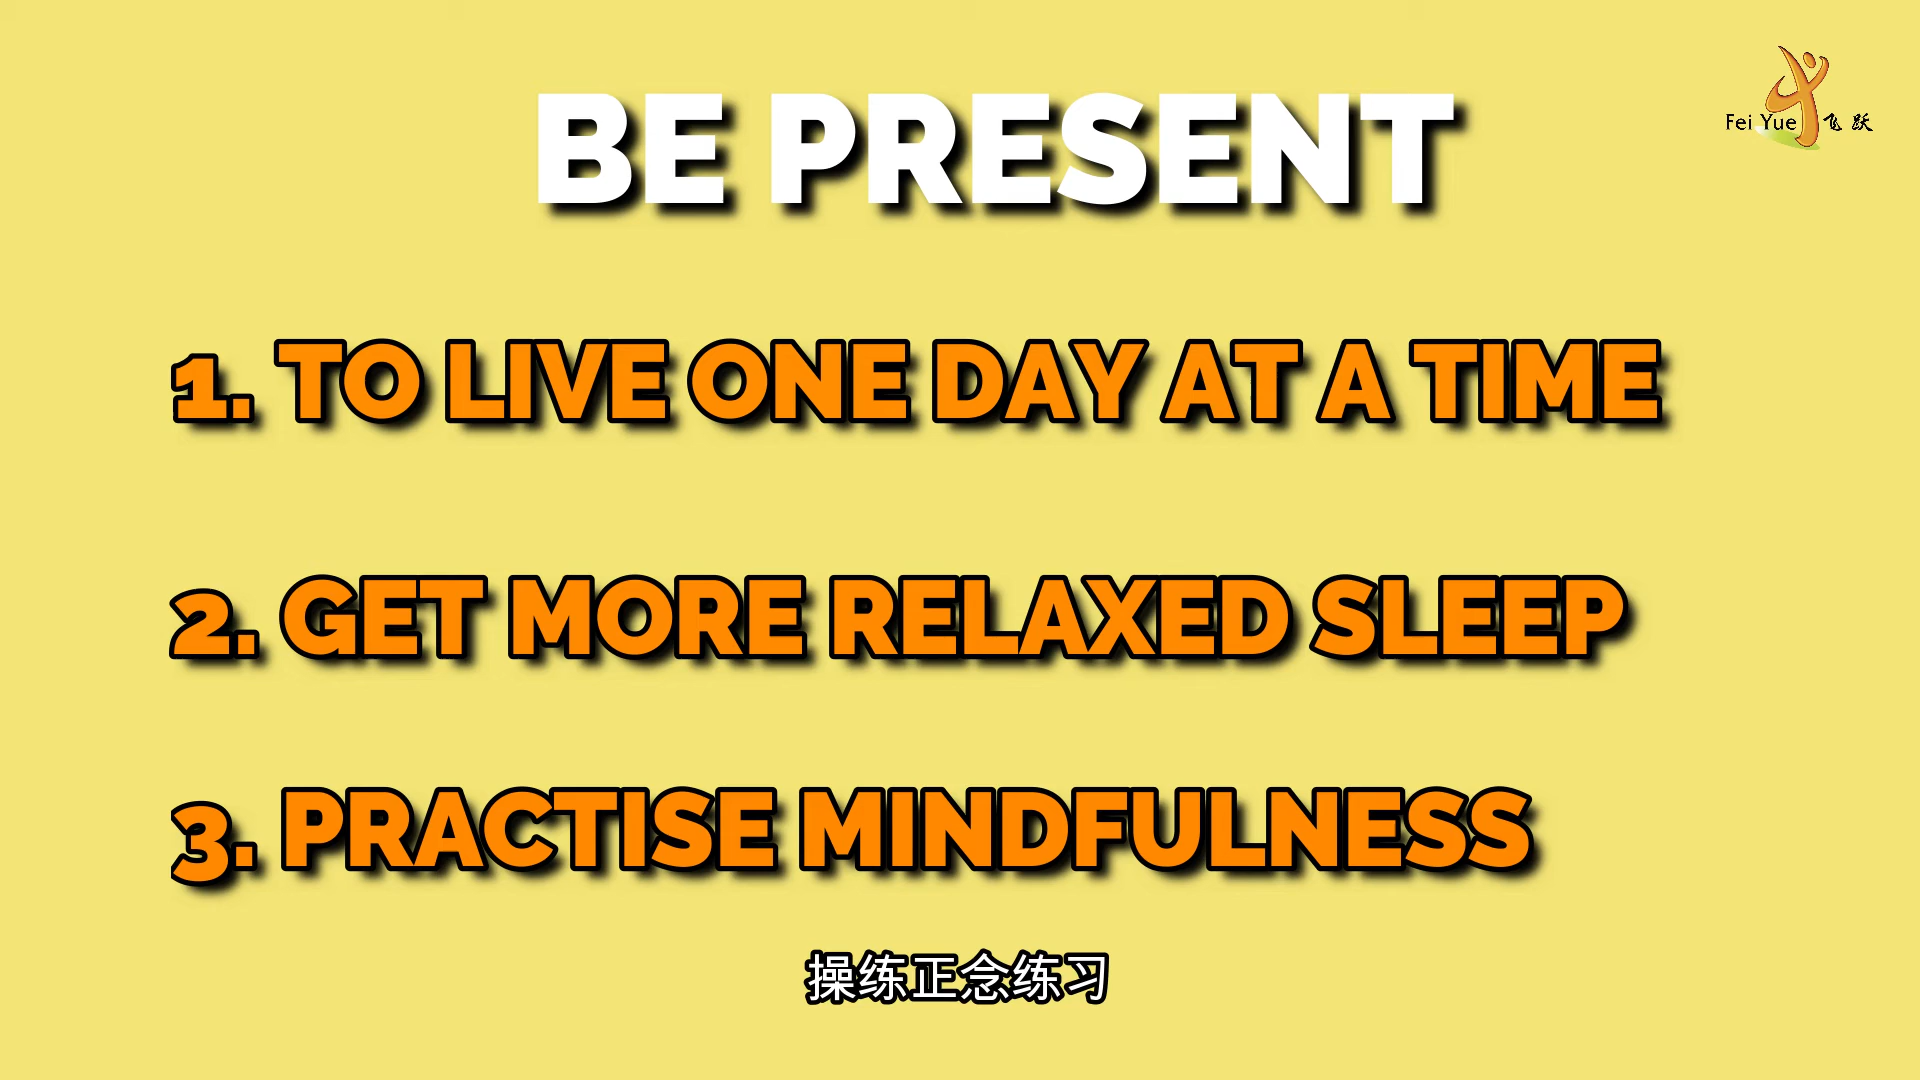 BE PRESENT
Fei Yue 飞跃
1. TO LIVE ONE DAY AT A TIME
2. GET MORE RELAXED SLEEP
3. PRACTISE MINDFULNESS
操练正念练习